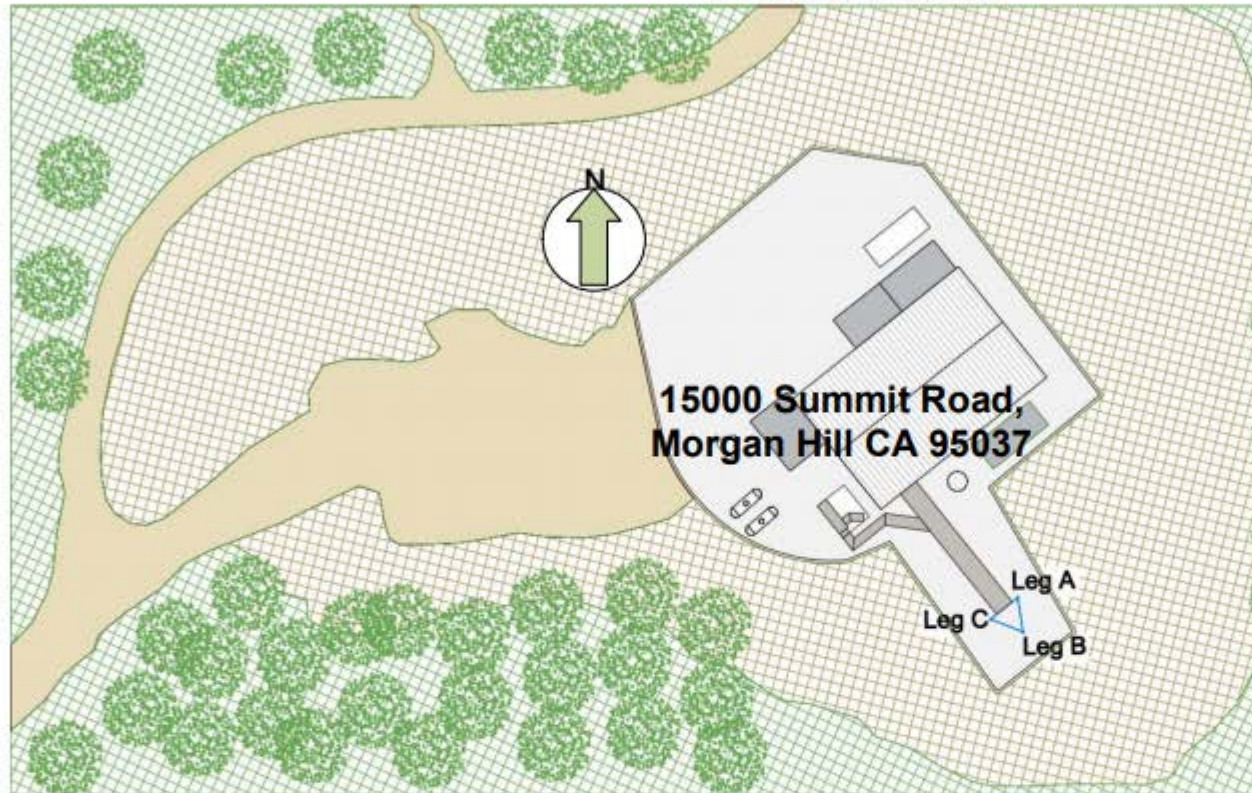 N
15000 Summit Road,
Morgan Hill CA 95037
Leg A
Leg C
Leg B